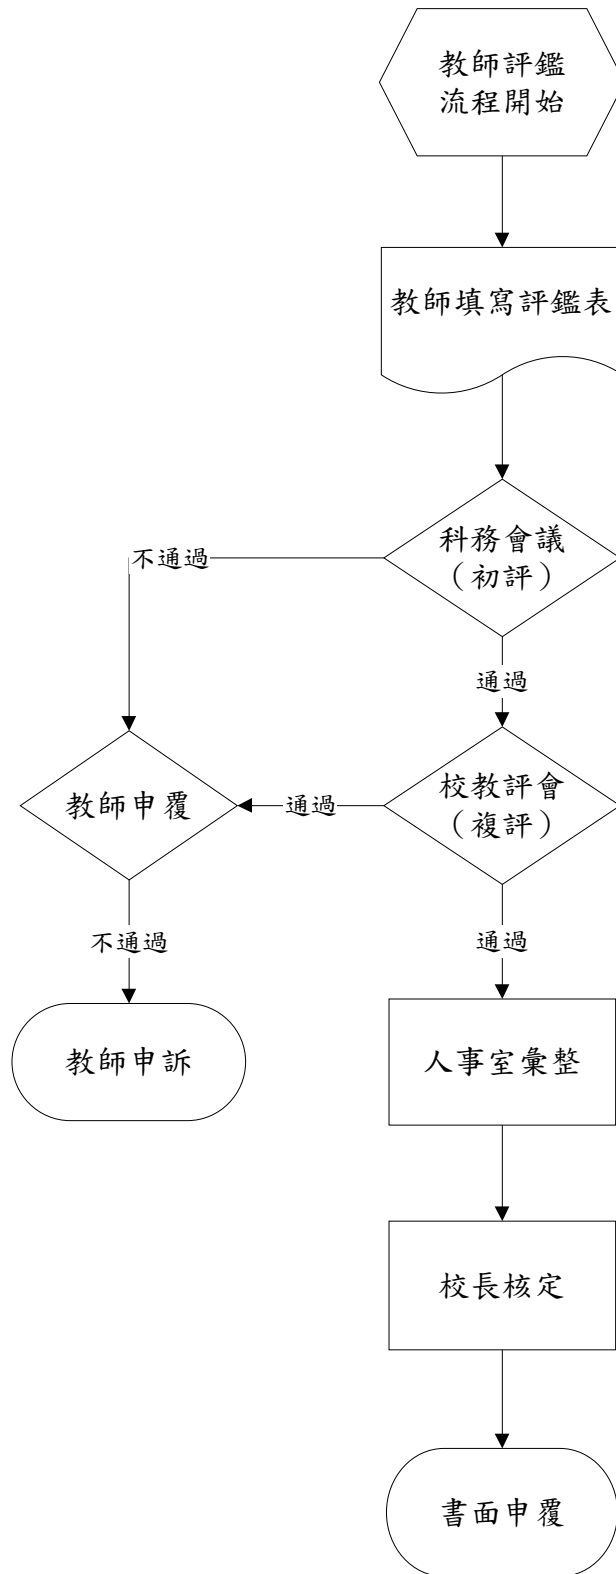 教師評鑑
流程開始
教師填寫評鑑表
科務會議
（初評）
不通過
通過
教師申覆
通過
校教評會
（複評）
不通過
通過
教師申訴
人事室彙整
校長核定
書面申覆